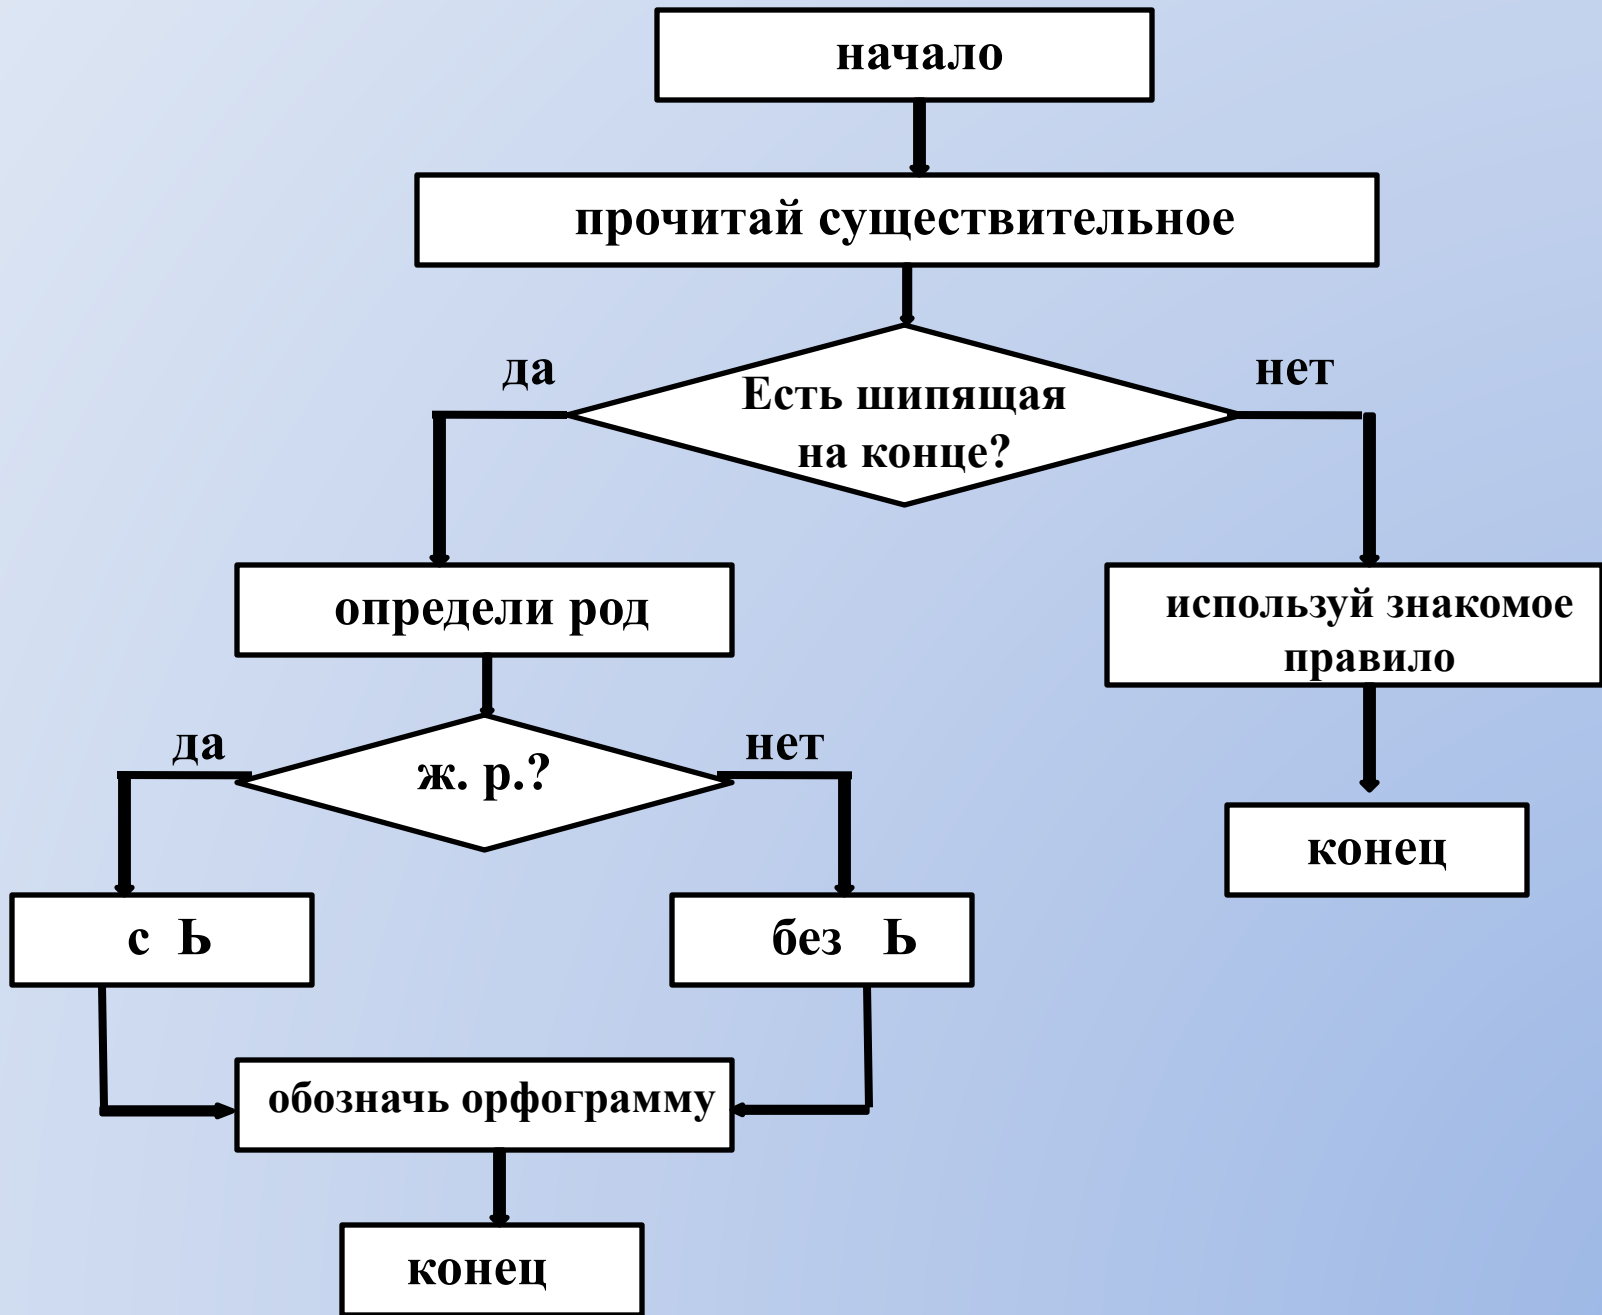 начало
прочитай существительное
да
нет
Есть шипящая
на конце?
определи род
используй знакомое
правило
да
нет
ж. р.?
конец
с Ь
без Ь
обозначь орфограмму
конец